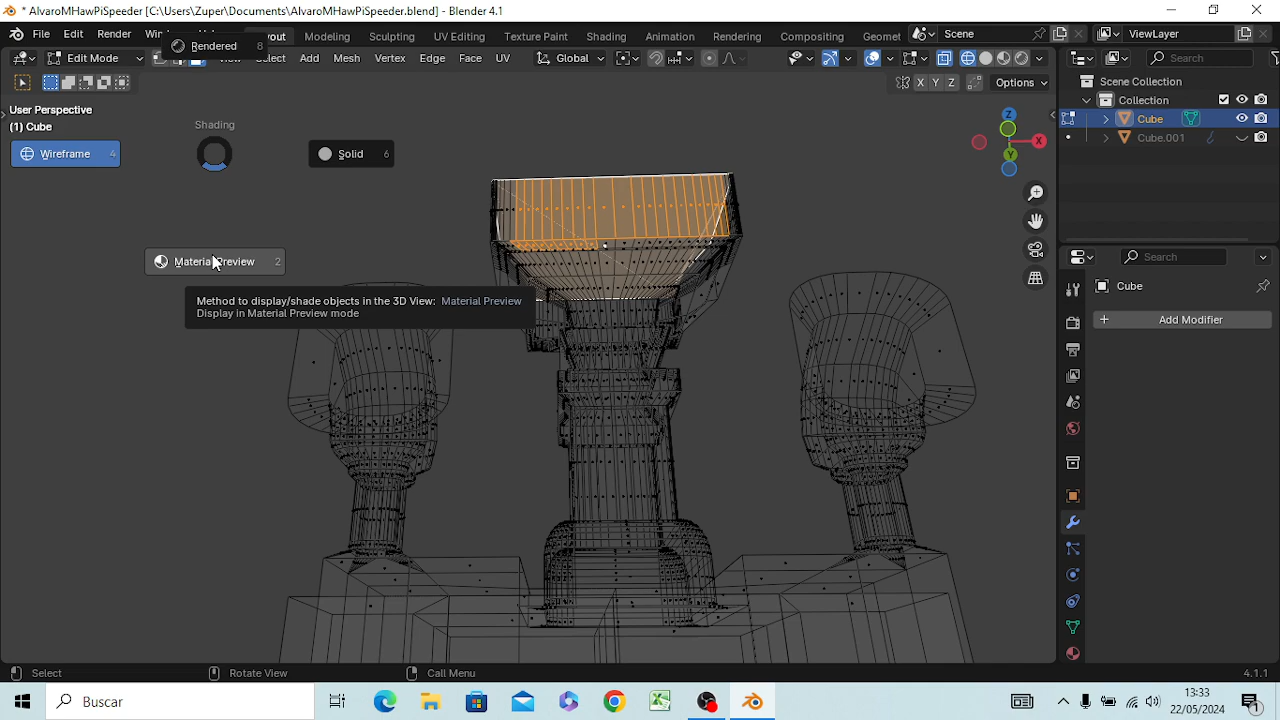 * AlvaroMHawPiSpeeder [C:\Users\Zuper\Documents\AlvaroMHawPiSpeeder.blend] - Blender 4.1
File Edit Render Modeling Sculpting UV Editing Texture Paint Shading Animation Rendering Compositing Geomet Scene ViewLayer
Rendered 8
Edit Mode Select Add Mesh Vertex Edge Face UV Global Search
X Y Z Options
Scene Collection
User Perspective
(1) Cube
Collection
Cube
Cube.001
Shading
Wireframe 4
Solid 6
Z
X
Y
Material Preview 2
Search
Method to display/shade objects in the 3D View: Material Preview
Display in Material Preview mode
Cube
Add Modifier
Select Rotate View Call Menu 4.1.1
Buscar
13:33
22/05/2024
1